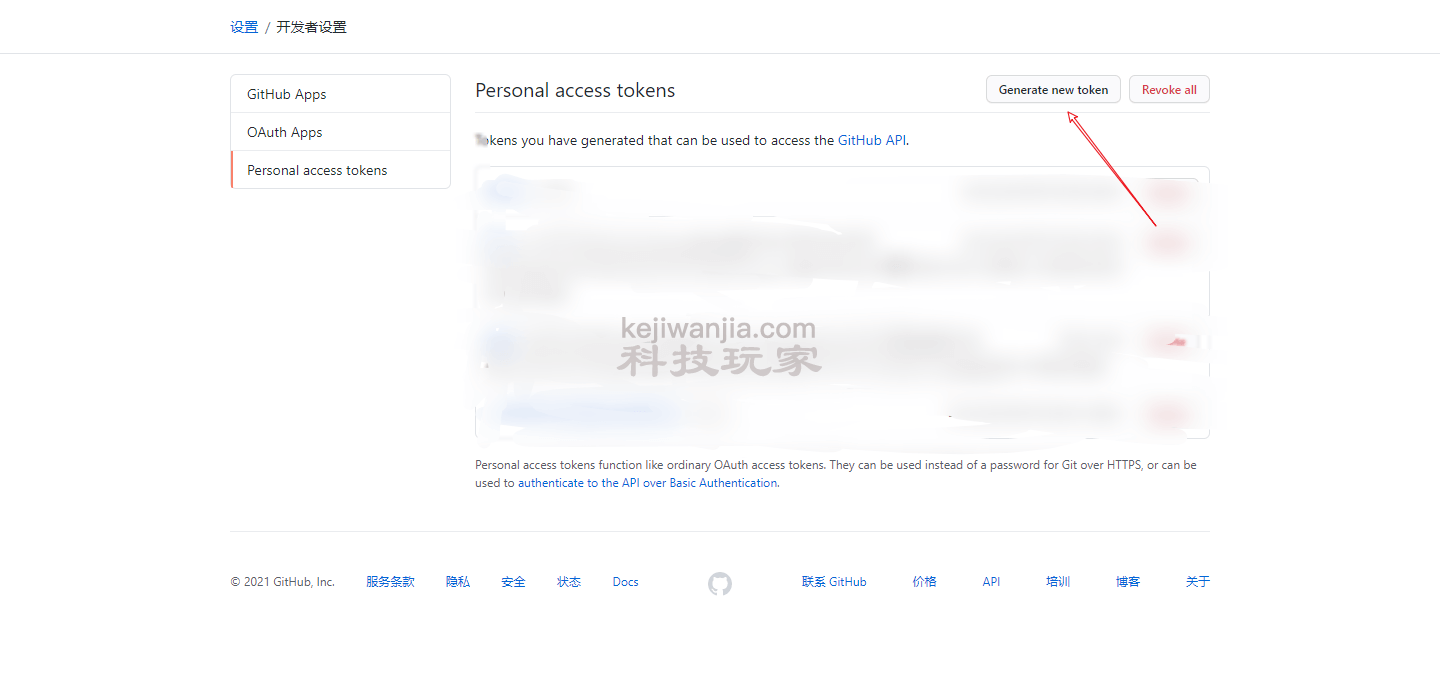 设置 / 开发者设置
GitHub Apps
OAuth Apps
Personal access tokens
Personal access tokens
Generate new token
Revoke all
Tokens you have generated that can be used to access the GitHub API.
kejiwanjia.com
科技玩家
Personal access tokens function like ordinary OAuth access tokens. They can be used instead of a password for Git over HTTPS, or can be
used to authenticate to the API over Basic Authentication.
© 2021 GitHub, Inc. 服务条款 隐私 安全 状态 Docs 联系 GitHub 价格 API 培训 博客 关于